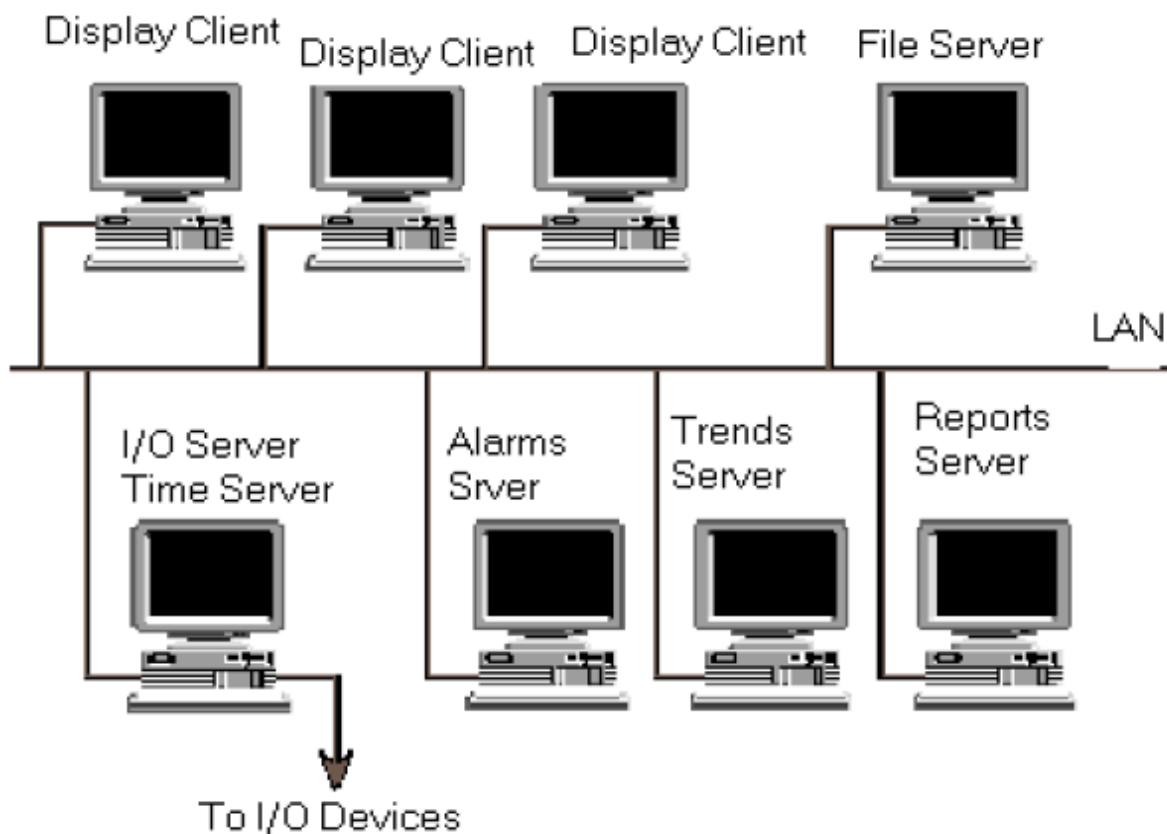 Display Client
Display Client
Display Client
File Server
LAN
I/O Server
Time Server
Alarms
Srver
Trends
Server
Reports
Server
To I/O Devices